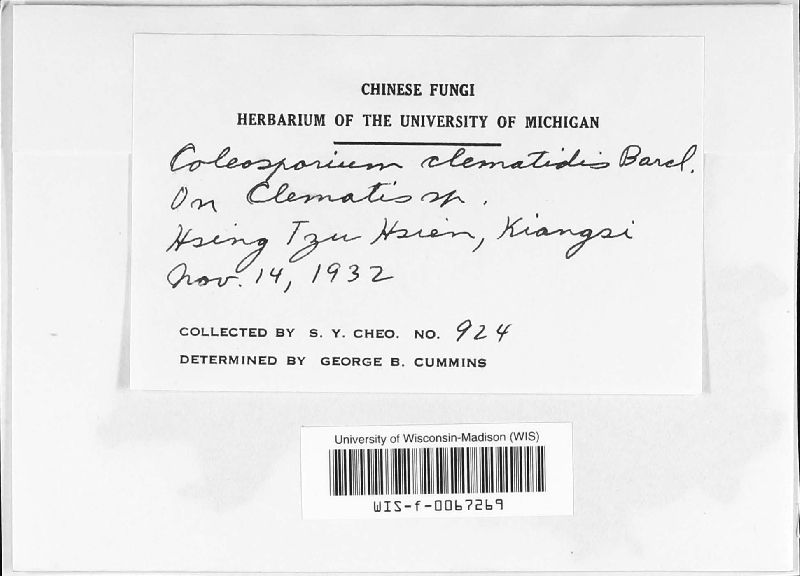 CHINESE FUNGI
HERBARIUM OF THE UNIVERSITY OF MICHIGAN
Coleosporium clematidis Barcl.
On Clematis sp.
Hsing Tzu Hsien, Kiangsi
Nov. 14, 1932
COLLECTED BY S. Y. CHEO. NO. 924
DETERMINED BY GEORGE B. CUMMINS
University of Wisconsin-Madison (WIS)
WIS-f-0067269